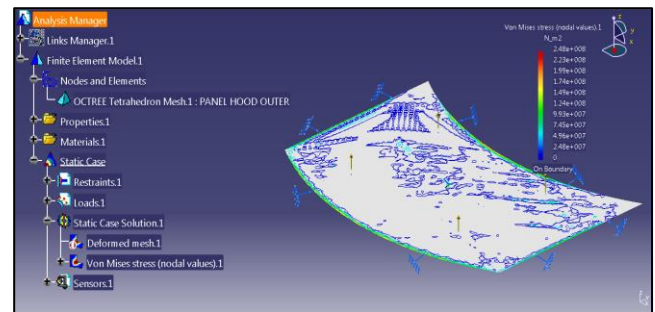 Analysis Manager
Links Manager.1
Finite Element Model.1
Nodes and Elements
OCTREE Tetrahedron Mesh.1 : PANEL HOOD OUTER
Properties.1
Materials.1
Static Case
Restraints.1
Loads.1
Static Case Solution.1
Deformed mesh.1
Von Mises stress (nodal values).1
Sensors.1
Von Mises stress (nodal values).1
N_m2
2.48e+008
2.23e+008
1.99e+008
1.74e+008
1.49e+008
1.24e+008
9.93e+007
7.45e+007
4.96e+007
2.48e+007
0
On Boundary
z
y
x